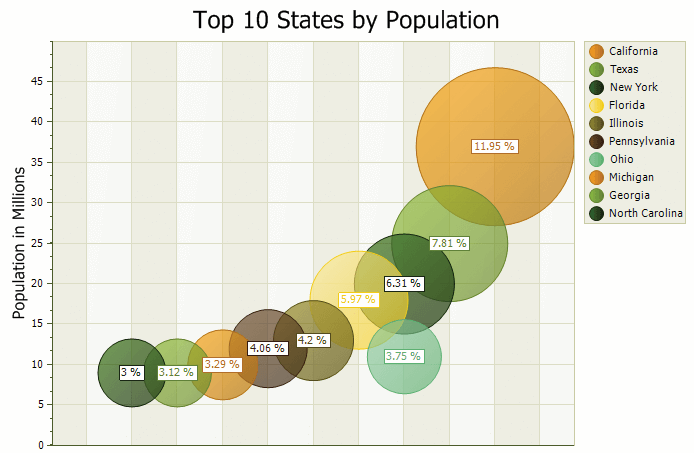 Top 10 States by Population
Population in Millions
45
40
35
30
25
20
15
10
5
0
11.95 %
7.81 %
6.31 %
5.97 %
4.2 %
4.06 %
3.75 %
3.29 %
3.12 %
3 %
California
Texas
New York
Florida
Illinois
Pennsylvania
Ohio
Michigan
Georgia
North Carolina